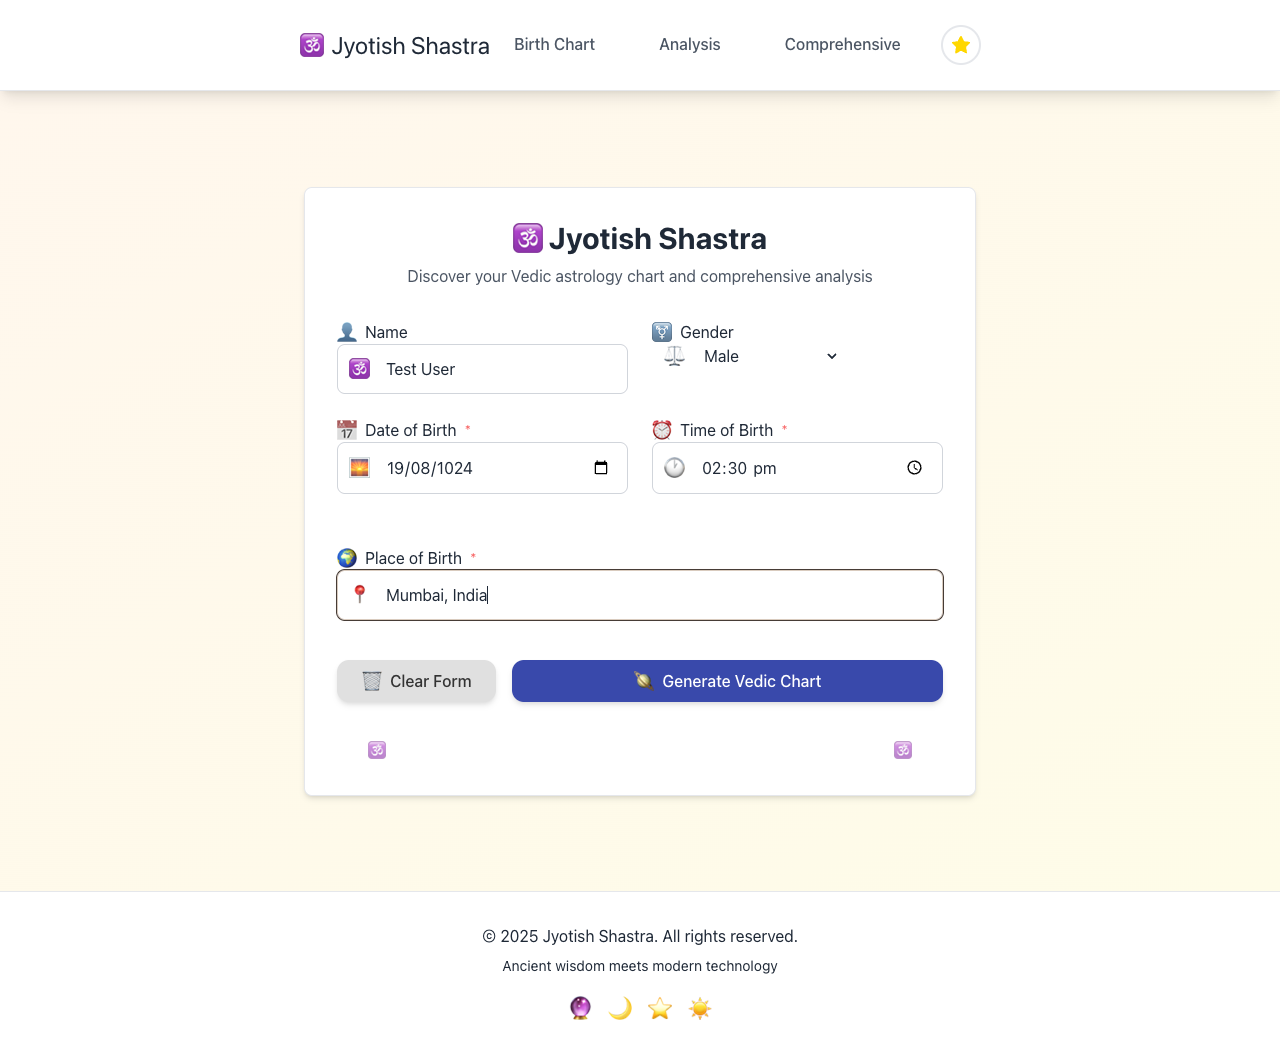 🕉️ Jyotish Shastra Birth Chart Analysis Comprehensive
🕉️ Jyotish Shastra
Discover your Vedic astrology chart and comprehensive analysis
Name
Gender
Test User
Male
Date of Birth *
Time of Birth *
19/08/1024
02:30 pm
Place of Birth *
Mumbai, India
Clear Form
Generate Vedic Chart
🕉️ 🕉️
© 2025 Jyotish Shastra. All rights reserved.
Ancient wisdom meets modern technology